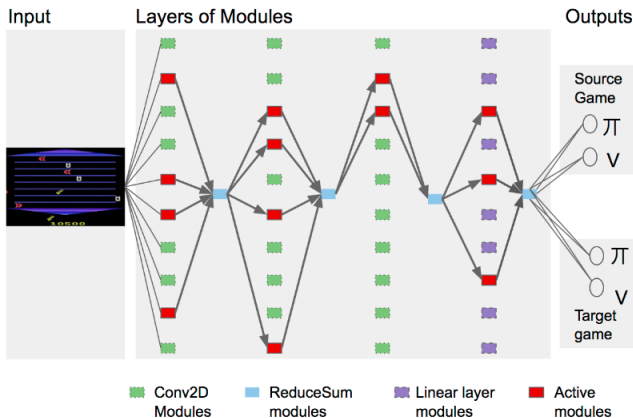 Input
Layers of Modules
Outputs
Source
Game
π
V
10500
π
V
Target
game
Conv2D
Modules
ReduceSum
modules
Linear layer
modules
Active
modules